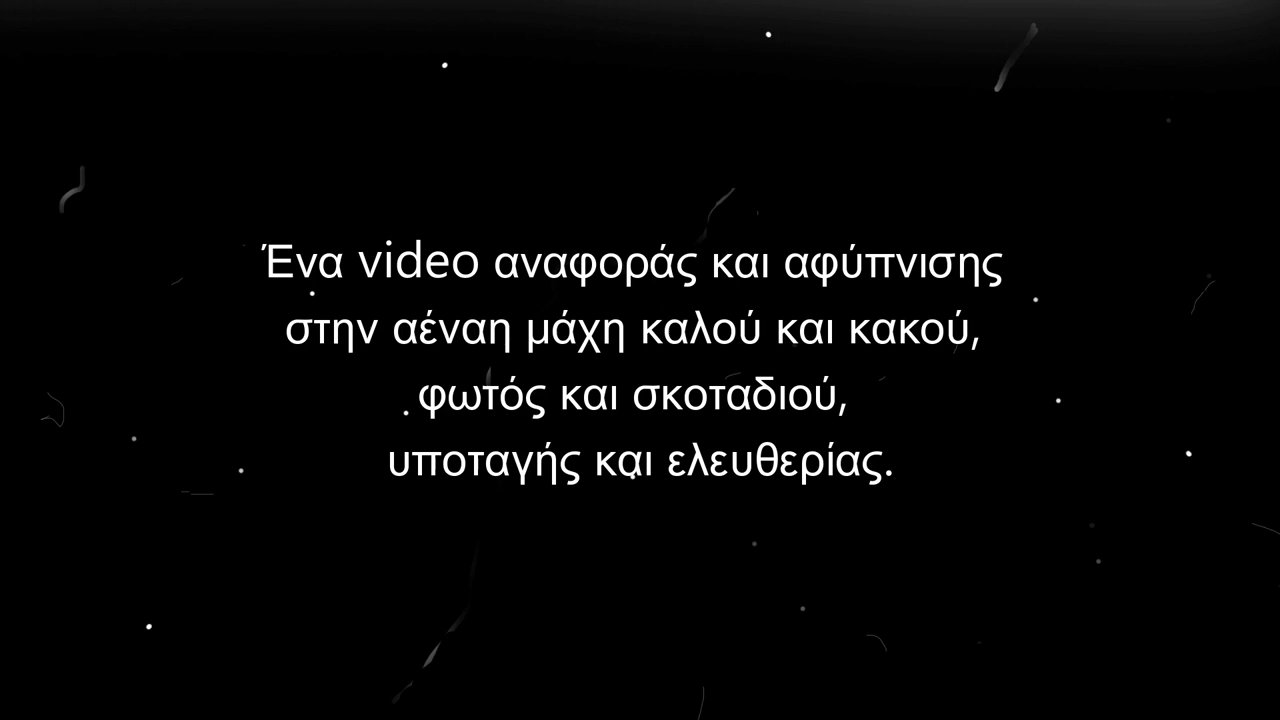 Ένα video αναφοράς και αφύπνισης
στην αέναη μάχη καλού και κακού,
φωτός και σκοταδιού,
υποταγής και ελευθερίας.